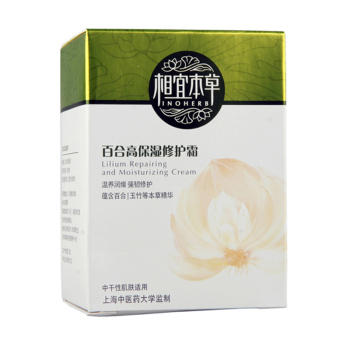 相宜本草
INOHERB
百合高保湿修护霜
Lilium Repairing
and Moisturizing Cream
温养润燥 强韧修护
蕴含百合|玉竹等本草精华
中干性肌肤适用
上海中医药大学监制